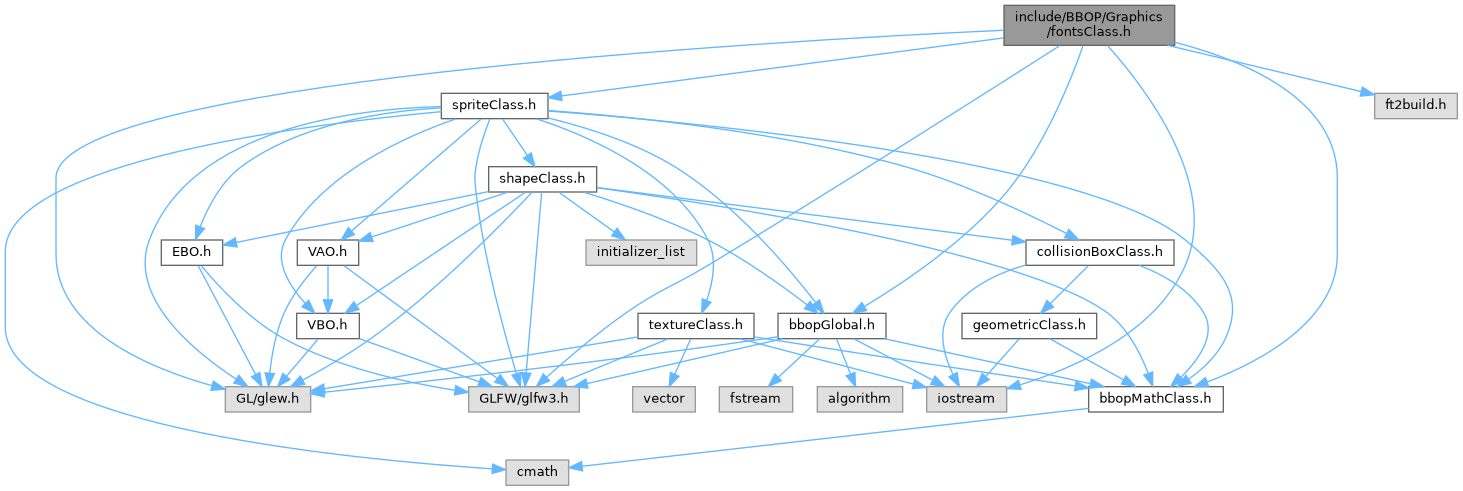 include/BBOP/Graphics
/fontsClass.h
spriteClass.h
ft2build.h
shapeClass.h
EBO.h
VAO.h
initializer_list
collisionBoxClass.h
VBO.h
textureClass.h
bbopGlobal.h
geometricClass.h
GL/glew.h
GLFW/glfw3.h
vector
fstream
algorithm
iostream
bbopMathClass.h
cmath